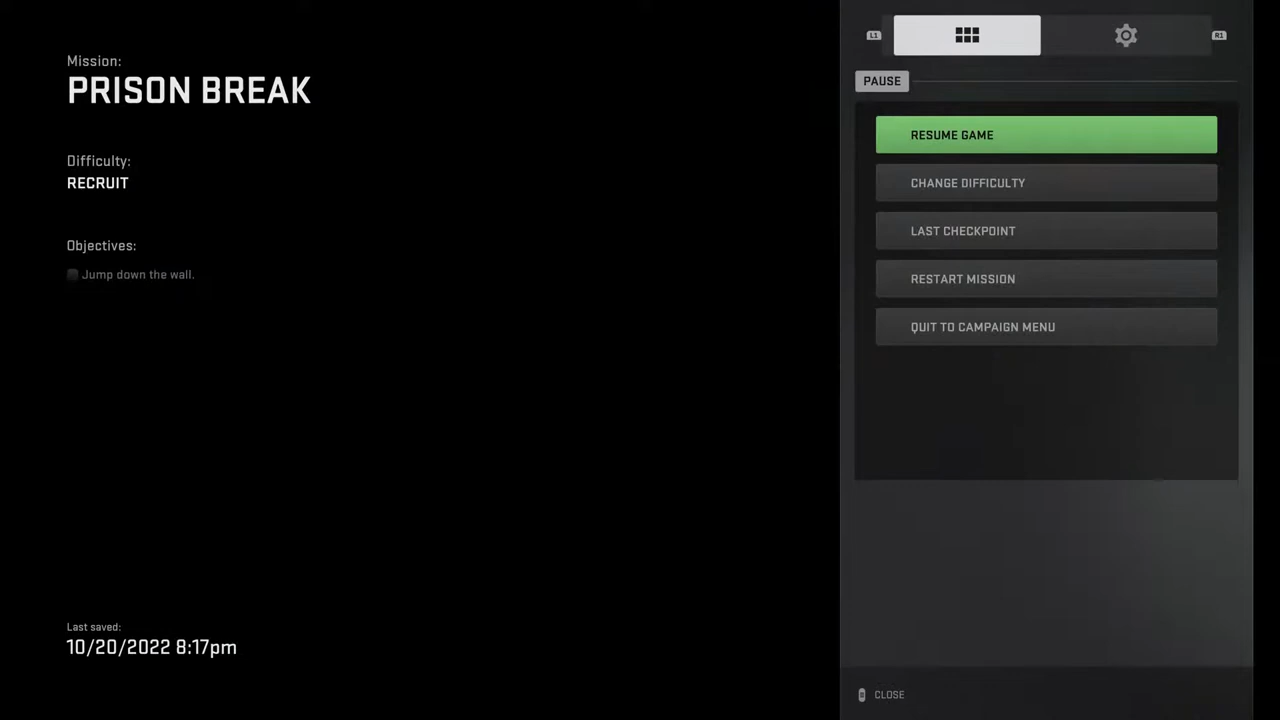 Mission:
PRISON BREAK
Difficulty:
RECRUIT
Objectives:
Jump down the wall.
Last saved:
10/20/2022 8:17pm
L1
R1
PAUSE
RESUME GAME
CHANGE DIFFICULTY
LAST CHECKPOINT
RESTART MISSION
QUIT TO CAMPAIGN MENU
CLOSE